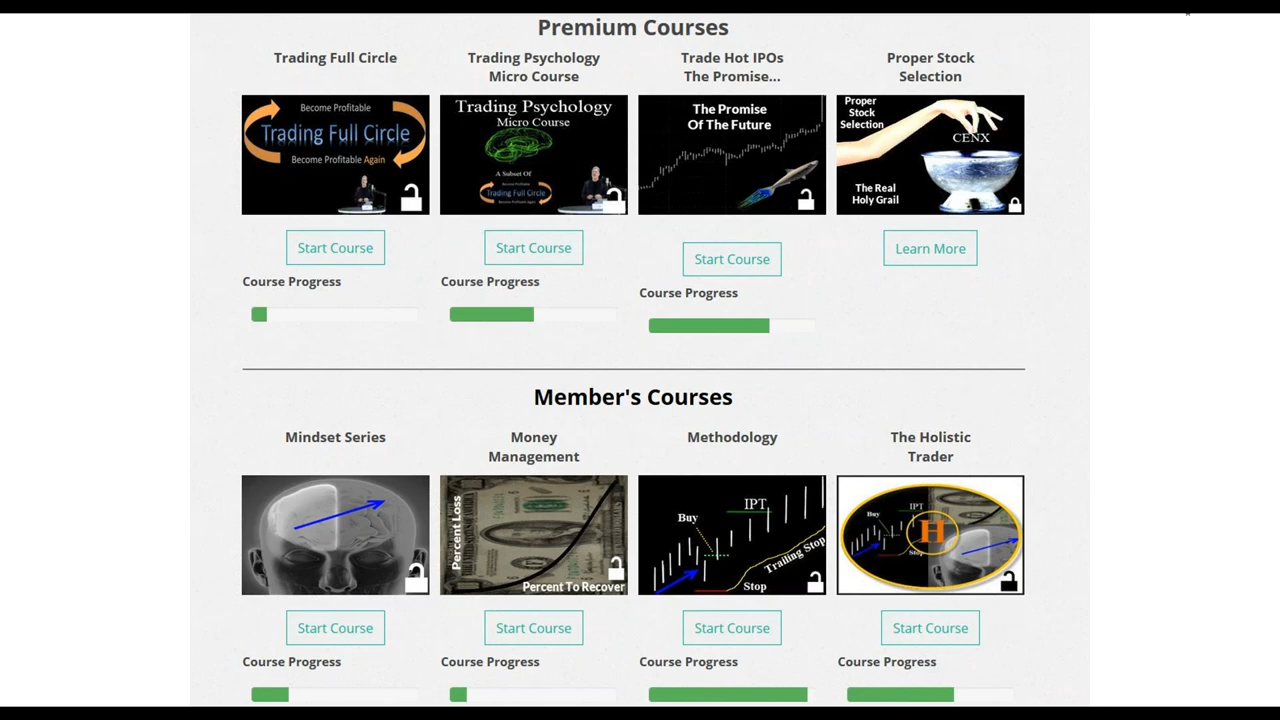 Premium Courses
Trading Full Circle
Trading Psychology
Micro Course
Trade Hot IPOs
The Promise...
Proper Stock
Selection
Become Profitable
Trading Full Circle
Become Profitable Again
Trading Psychology
Micro Course
A Subset Of
Become Profitable
Trading Full Circle
Become Profitable Again
The Promise
Of The Future
Proper
Stock
Selection
CENX
The Real
Holy Grail
Start Course
Start Course
Start Course
Learn More
Course Progress
Course Progress
Course Progress
Member's Courses
Mindset Series
Money
Management
Methodology
The Holistic
Trader
Percent Loss
Percent To Recover
IPT
Buy
Trailing Stop
Stop
IPT
Buy
H
Stop
Start Course
Start Course
Start Course
Start Course
Course Progress
Course Progress
Course Progress
Course Progress